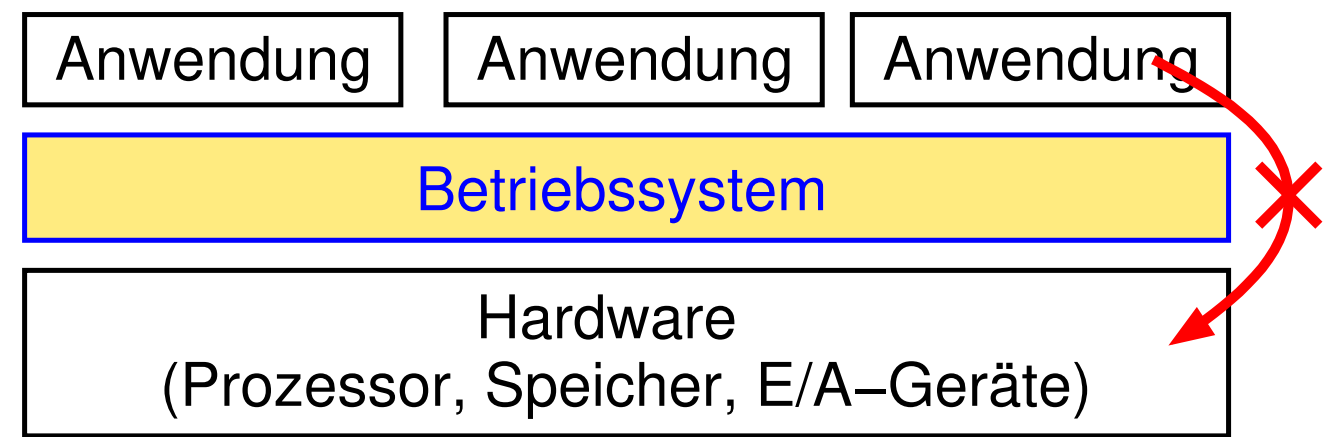 Anwendung Anwendung Anwendung
Betriebssystem
Hardware
(Prozessor, Speicher, E/A−Geräte)